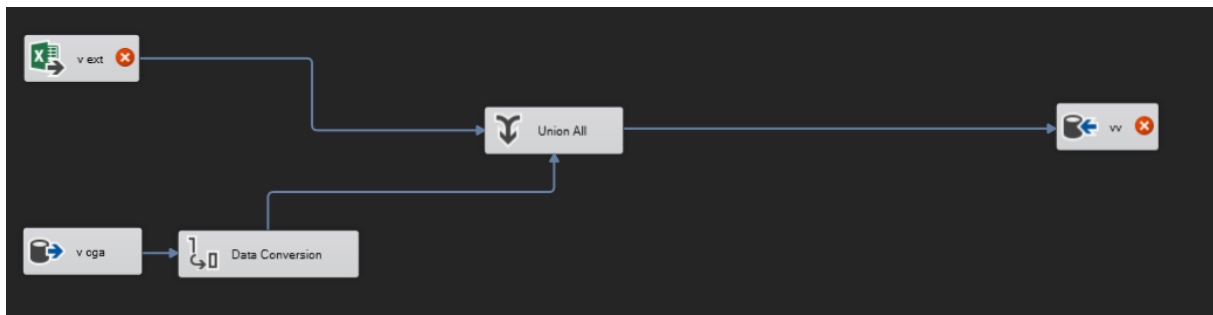 v ext
Union All
vv
v oga
Data Conversion